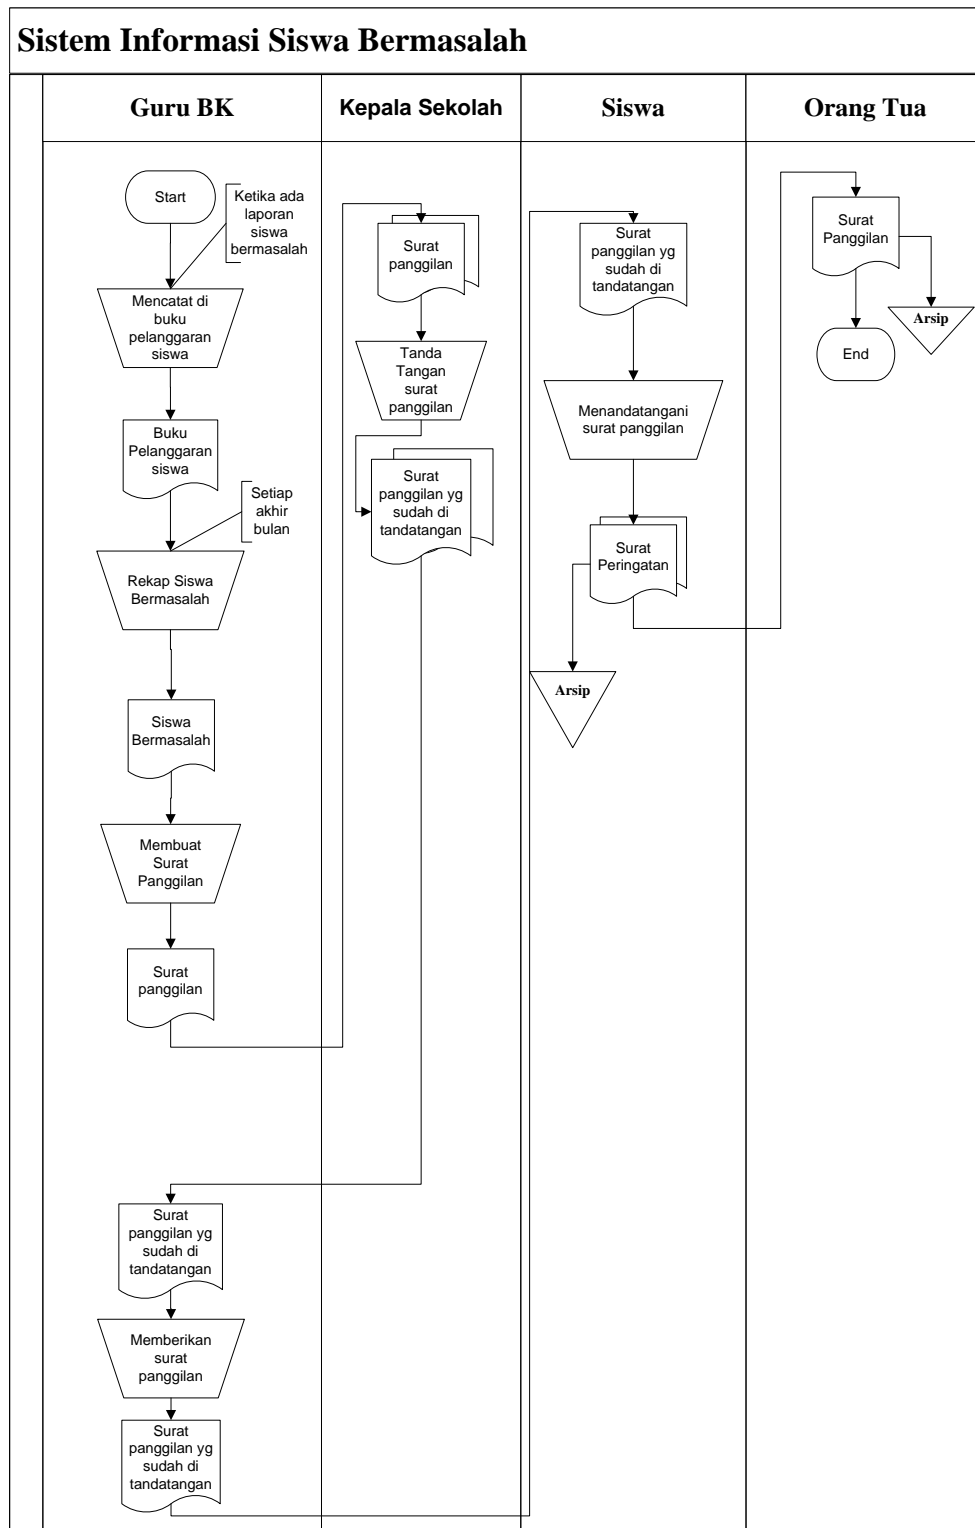 Sistem Informasi Siswa Bermasalah
Guru BK
Kepala Sekolah
Siswa
Orang Tua
Start
Ketika ada
laporan
siswa
bermasalah
Mencatat di
buku
pelanggaran
siswa
Buku
Pelanggaran
siswa
Setiap
akhir
bulan
Rekap Siswa
Bermasalah
Siswa
Bermasalah
Membuat
Surat
Panggilan
Surat
panggilan
Surat
panggilan yg
sudah di
tandatangan
Memberikan
surat
panggilan
Surat
panggilan yg
sudah di
tandatangan
Surat
panggilan
Tanda
Tangan
surat
panggilan
Surat
panggilan yg
sudah di
tandatangan
Surat
panggilan yg
sudah di
tandatangan
Menandatangani
surat panggilan
Surat
Peringatan
Arsip
Surat
Panggilan
Arsip
End